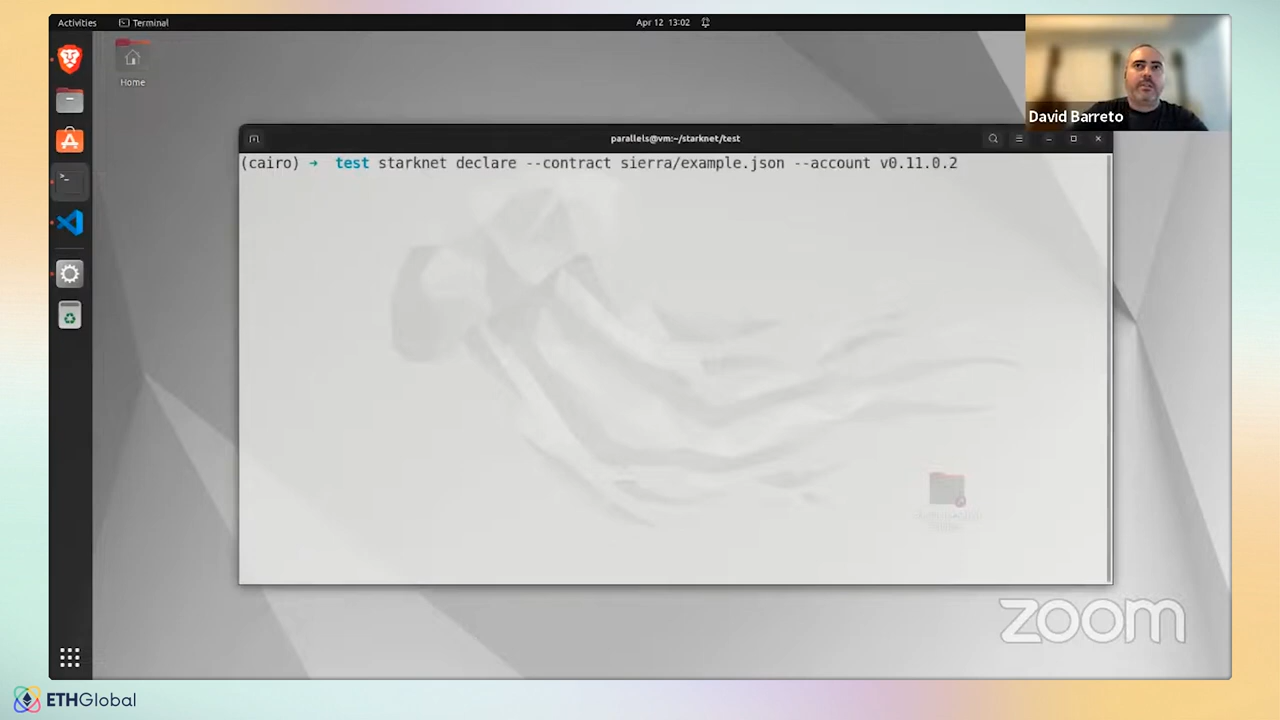 Activities
Terminal
Apr 12 13:02
Home
David Barreto
parallels@vm:~/starknet/test
(cairo) → test starknet declare --contract sierra/example.json --account v0.11.0.2
zoom
ETHGlobal